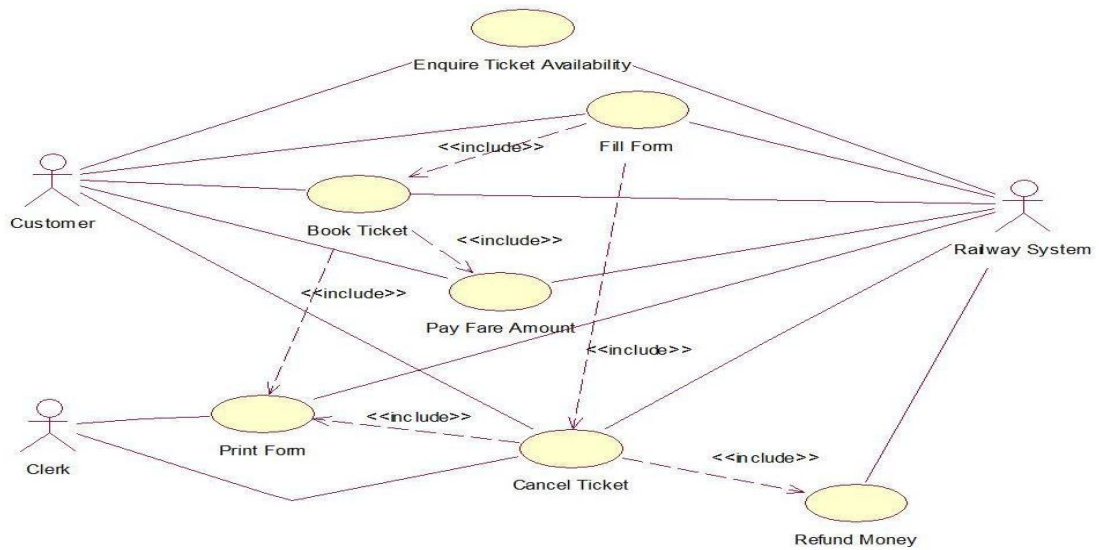 Enquire Ticket Availability
<<include>>
Fill Form
Customer
Book Ticket
<<include>>
Railway System
<<include>>
Pay Fare Amount
<<include>>
<<include>>
Print Form
Clerk
<<include>>
Cancel Ticket
Refund Money